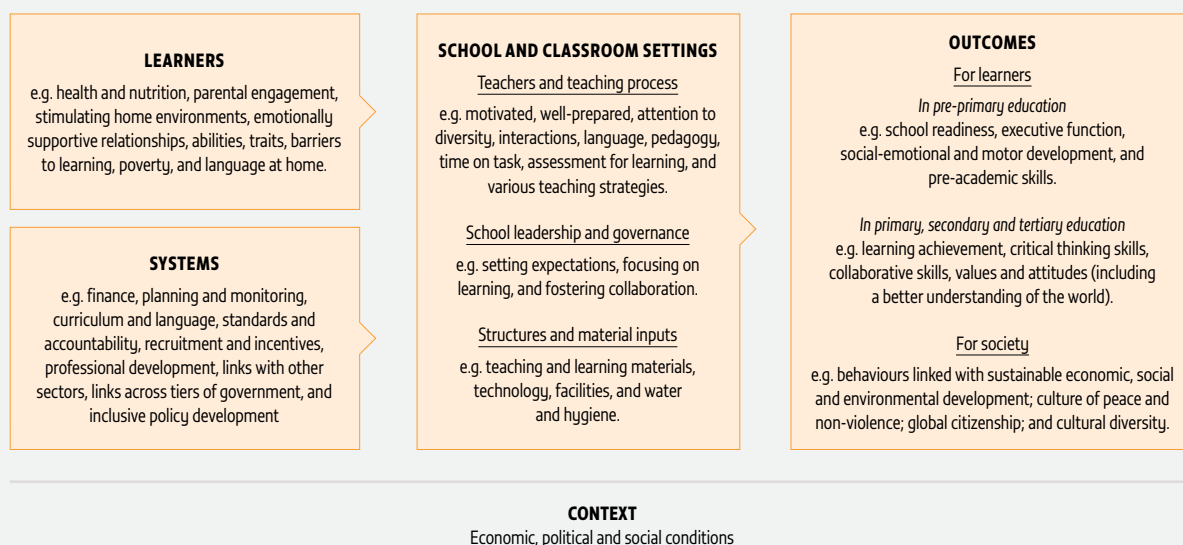 LEARNERS
e.g. health and nutrition, parental engagement,
stimulating home environments, emotionally
supportive relationships, abilities, traits, barriers
to learning, poverty, and language at home.
SYSTEMS
e.g. finance, planning and monitoring,
curriculum and language, standards and
accountability, recruitment and incentives,
professional development, links with other
sectors, links across tiers of government, and
inclusive policy development
SCHOOL AND CLASSROOM SETTINGS
Teachers and teaching process
e.g. motivated, well-prepared, attention to
diversity, interactions, language, pedagogy,
time on task, assessment for learning, and
various teaching strategies.
School leadership and governance
e.g. setting expectations, focusing on
learning, and fostering collaboration.
Structures and material inputs
e.g. teaching and learning materials,
technology, facilities, and water
and hygiene.
OUTCOMES
For learners
In pre-primary education
e.g. school readiness, executive function,
social-emotional and motor development, and
pre-academic skills.
In primary, secondary and tertiary education
e.g. learning achievement, critical thinking skills,
collaborative skills, values and attitudes (including
a better understanding of the world).
For society
e.g. behaviours linked with sustainable economic, social
and environmental development; culture of peace and
non-violence; global citizenship; and cultural diversity.
CONTEXT
Economic, political and social conditions